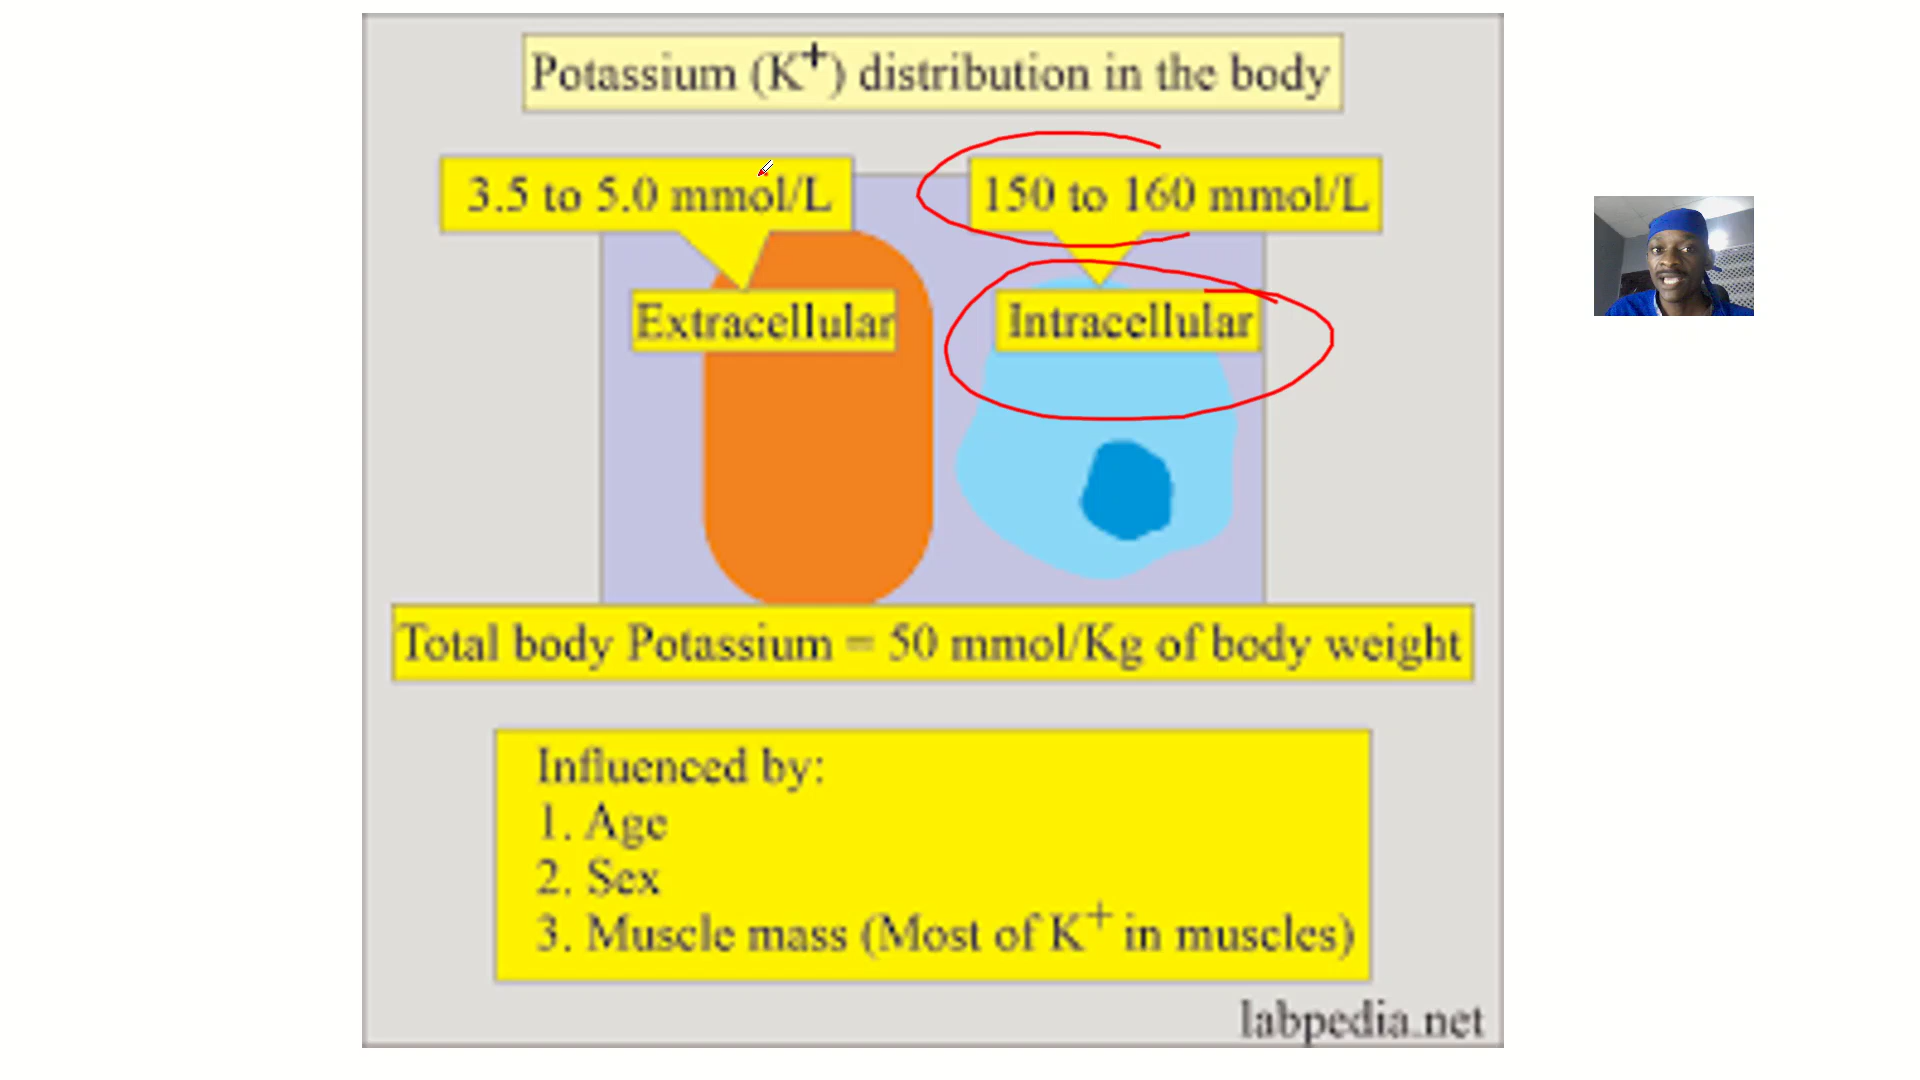 Potassium (K+) distribution in the body
3.5 to 5.0 mmol/L
150 to 160 mmol/L
Extracellular
Intracellular
Total body Potassium = 50 mmol/Kg of body weight
Influenced by:
1. Age
2. Sex
3. Muscle mass (Most of K+ in muscles)
labpedia.net